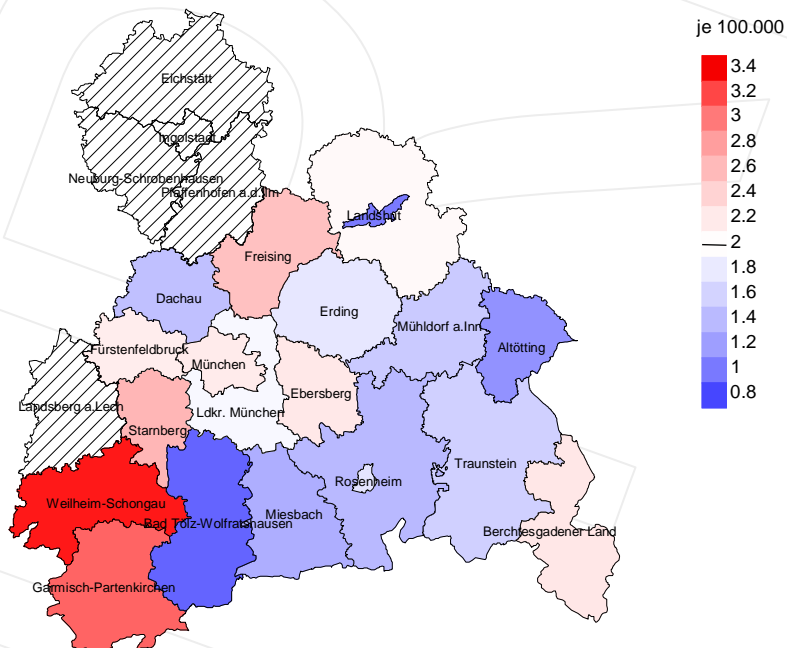 je 100.000
3.4
3.2
3
2.8
2.6
2.4
2.2
2
1.8
1.6
1.4
1.2
1
0.8
Eichstätt
Ingolstadt
Neuburg-Schrobenhausen
Pfaffenhofen a.d.Ilm
Landshut
Freising
Dachau
Erding
Mühldorf a.Inn
Altötting
Fürstenfeldbruck
München
Ebersberg
Landsberg a.Lech
Ldkr. München
Starnberg
Traunstein
Rosenheim
Weilheim-Schongau
Miesbach
Bad Tölz-Wolfratshausen
Berchtesgadener Land
Garmisch-Partenkirchen